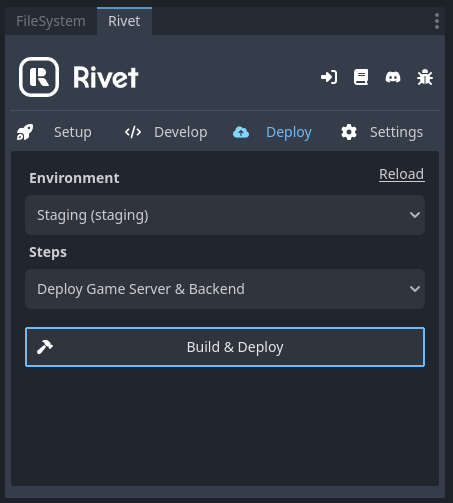 FileSystem Rivet
Rivet
Setup Develop Deploy Settings
Environment Reload
Staging (staging)
Steps
Deploy Game Server & Backend
Build & Deploy